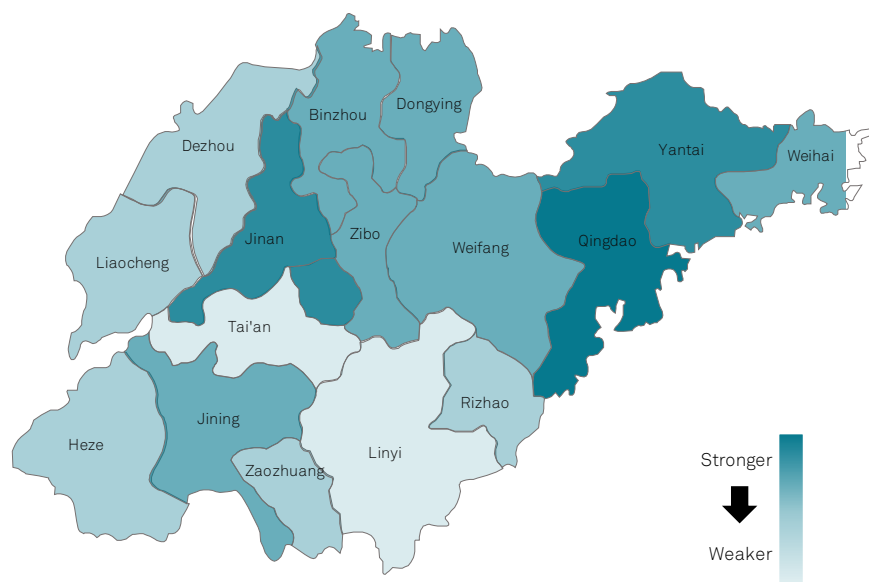 Binzhou
Dongying
Dezhou
Yantai
Weihai
Zibo
Jinan
Weifang
Qingdao
Liaocheng
Tai'an
Rizhao
Jining
Heze
Linyi
Zaozhuang
Stronger
Weaker